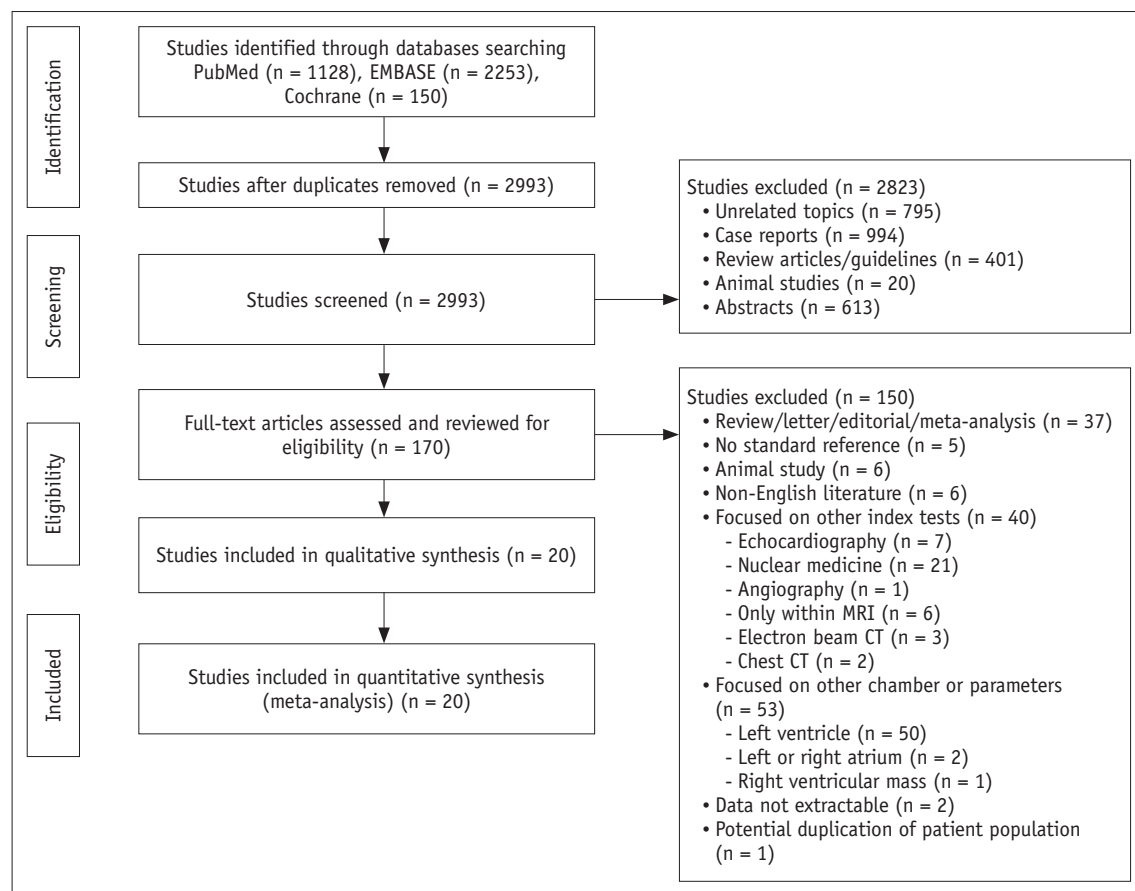 Identification
Studies identified through databases searching
PubMed (n = 1128), EMBASE (n = 2253),
Cochrane (n = 150)
Studies after duplicates removed (n = 2993)
Screening
Studies screened (n = 2993)
Studies excluded (n = 2823)
• Unrelated topics (n = 795)
• Case reports (n = 994)
• Review articles/guidelines (n = 401)
• Animal studies (n = 20)
• Abstracts (n = 613)
Eligibility
Full-text articles assessed and reviewed for
eligibility (n = 170)
Studies excluded (n = 150)
• Review/letter/editorial/meta-analysis (n = 37)
• No standard reference (n = 5)
• Animal study (n = 6)
• Non-English literature (n = 6)
• Focused on other index tests (n = 40)
- Echocardiography (n = 7)
- Nuclear medicine (n = 21)
- Angiography (n = 1)
- Only within MRI (n = 6)
- Electron beam CT (n = 3)
- Chest CT (n = 2)
• Focused on other chamber or parameters
(n = 53)
- Left ventricle (n = 50)
- Left or right atrium (n = 2)
- Right ventricular mass (n = 1)
• Data not extractable (n = 2)
• Potential duplication of patient population
(n = 1)
Studies included in qualitative synthesis (n = 20)
Included
Studies included in quantitative synthesis
(meta-analysis) (n = 20)